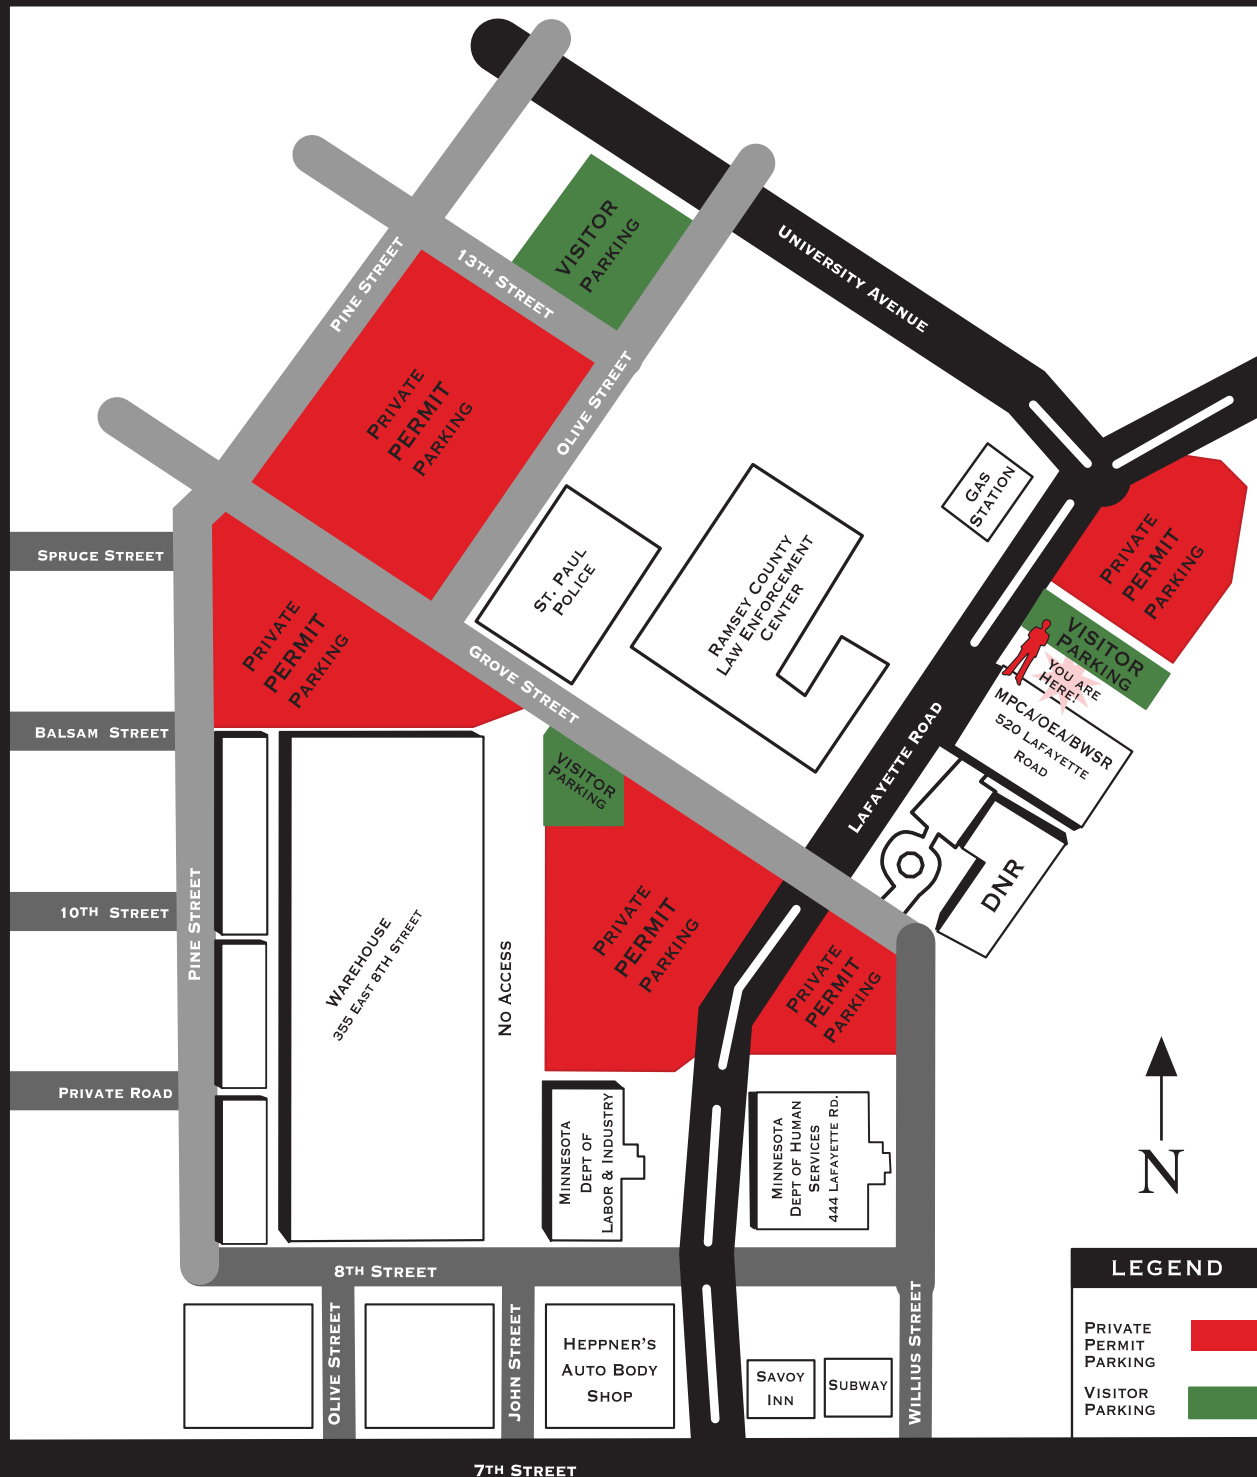 University Avenue
Visitor
Parking
13th Street
Pine Street
Private
Permit
Parking
Olive Street
Gas
Station
Private
Permit
Parking
Spruce Street
St. Paul
Police
Ramsey County
Law Enforcement
Center
Visitor
Parking
You are
Here!
Private
Permit
Parking
Grove Street
MPCA/OEA/BWSR
520 Lafayette
Road
Balsam Street
Lafayette Road
Visitor
Parking
DNR
10th Street
Pine Street
Warehouse
355 East 8th Street
No Access
Private
Permit
Parking
Private
Permit
Parking
Private Road
Minnesota
Dept of
Labor & Industry
Minnesota
Dept of Human
Services
444 Lafayette Rd.
N
8th Street
Legend
Private
Permit
Parking
Visitor
Parking
Olive Street
John Street
Heppner's
Auto Body
Shop
Savoy
Inn
Subway
Willius Street
7th Street